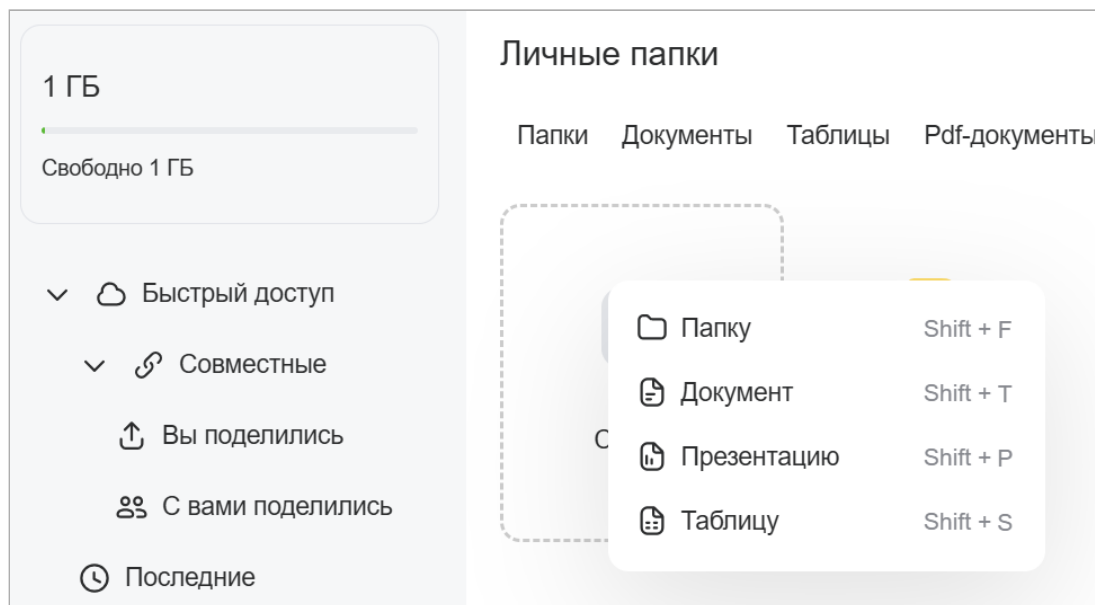 1 ГБ
Свободно 1 ГБ
Быстрый доступ
Совместные
Вы поделились
С вами поделились
Последние
Личные папки
Папки Документы Таблицы Pdf-документы
Папку Shift + F
Документ Shift + T
Презентацию Shift + P
Таблицу Shift + S